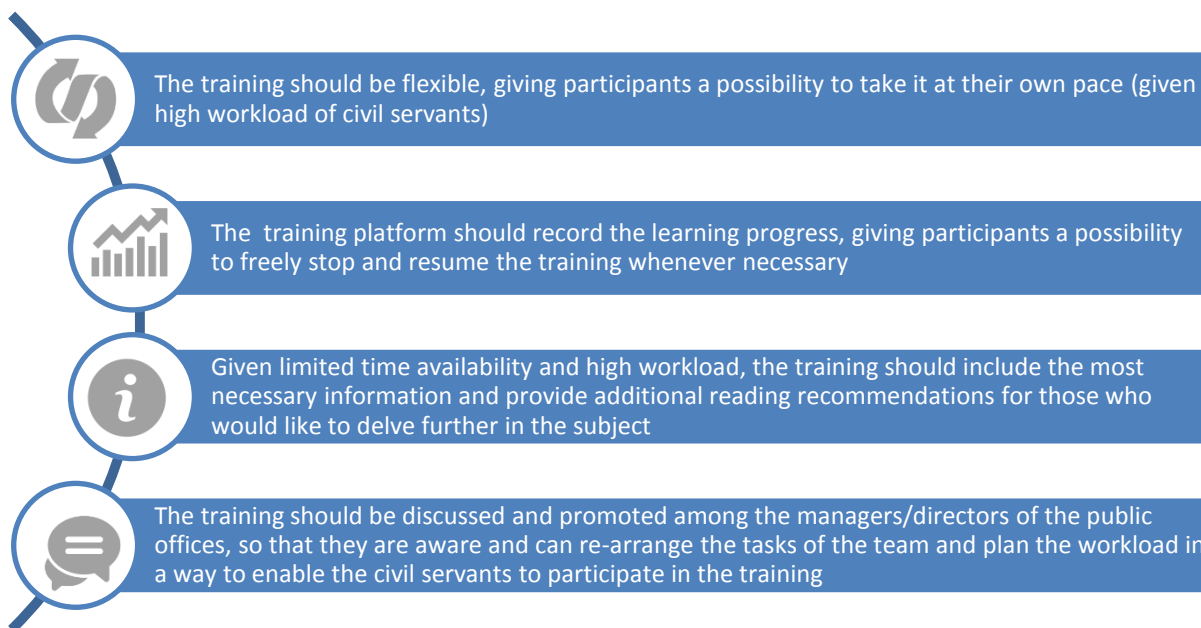 The training should be flexible, giving participants a possibility to take it at their own pace (given
high workload of civil servants)
The  training platform should record the learning progress, giving participants a possibility
to freely stop and resume the training whenever necessary
Given limited time availability and high workload, the training should include the most
necessary information and provide additional reading recommendations for those who
would like to delve further in the subject
The training should be discussed and promoted among the managers/directors of the public
offices, so that they are aware and can re-arrange the tasks of the team and plan the workload in
a way to enable the civil servants to participate in the training